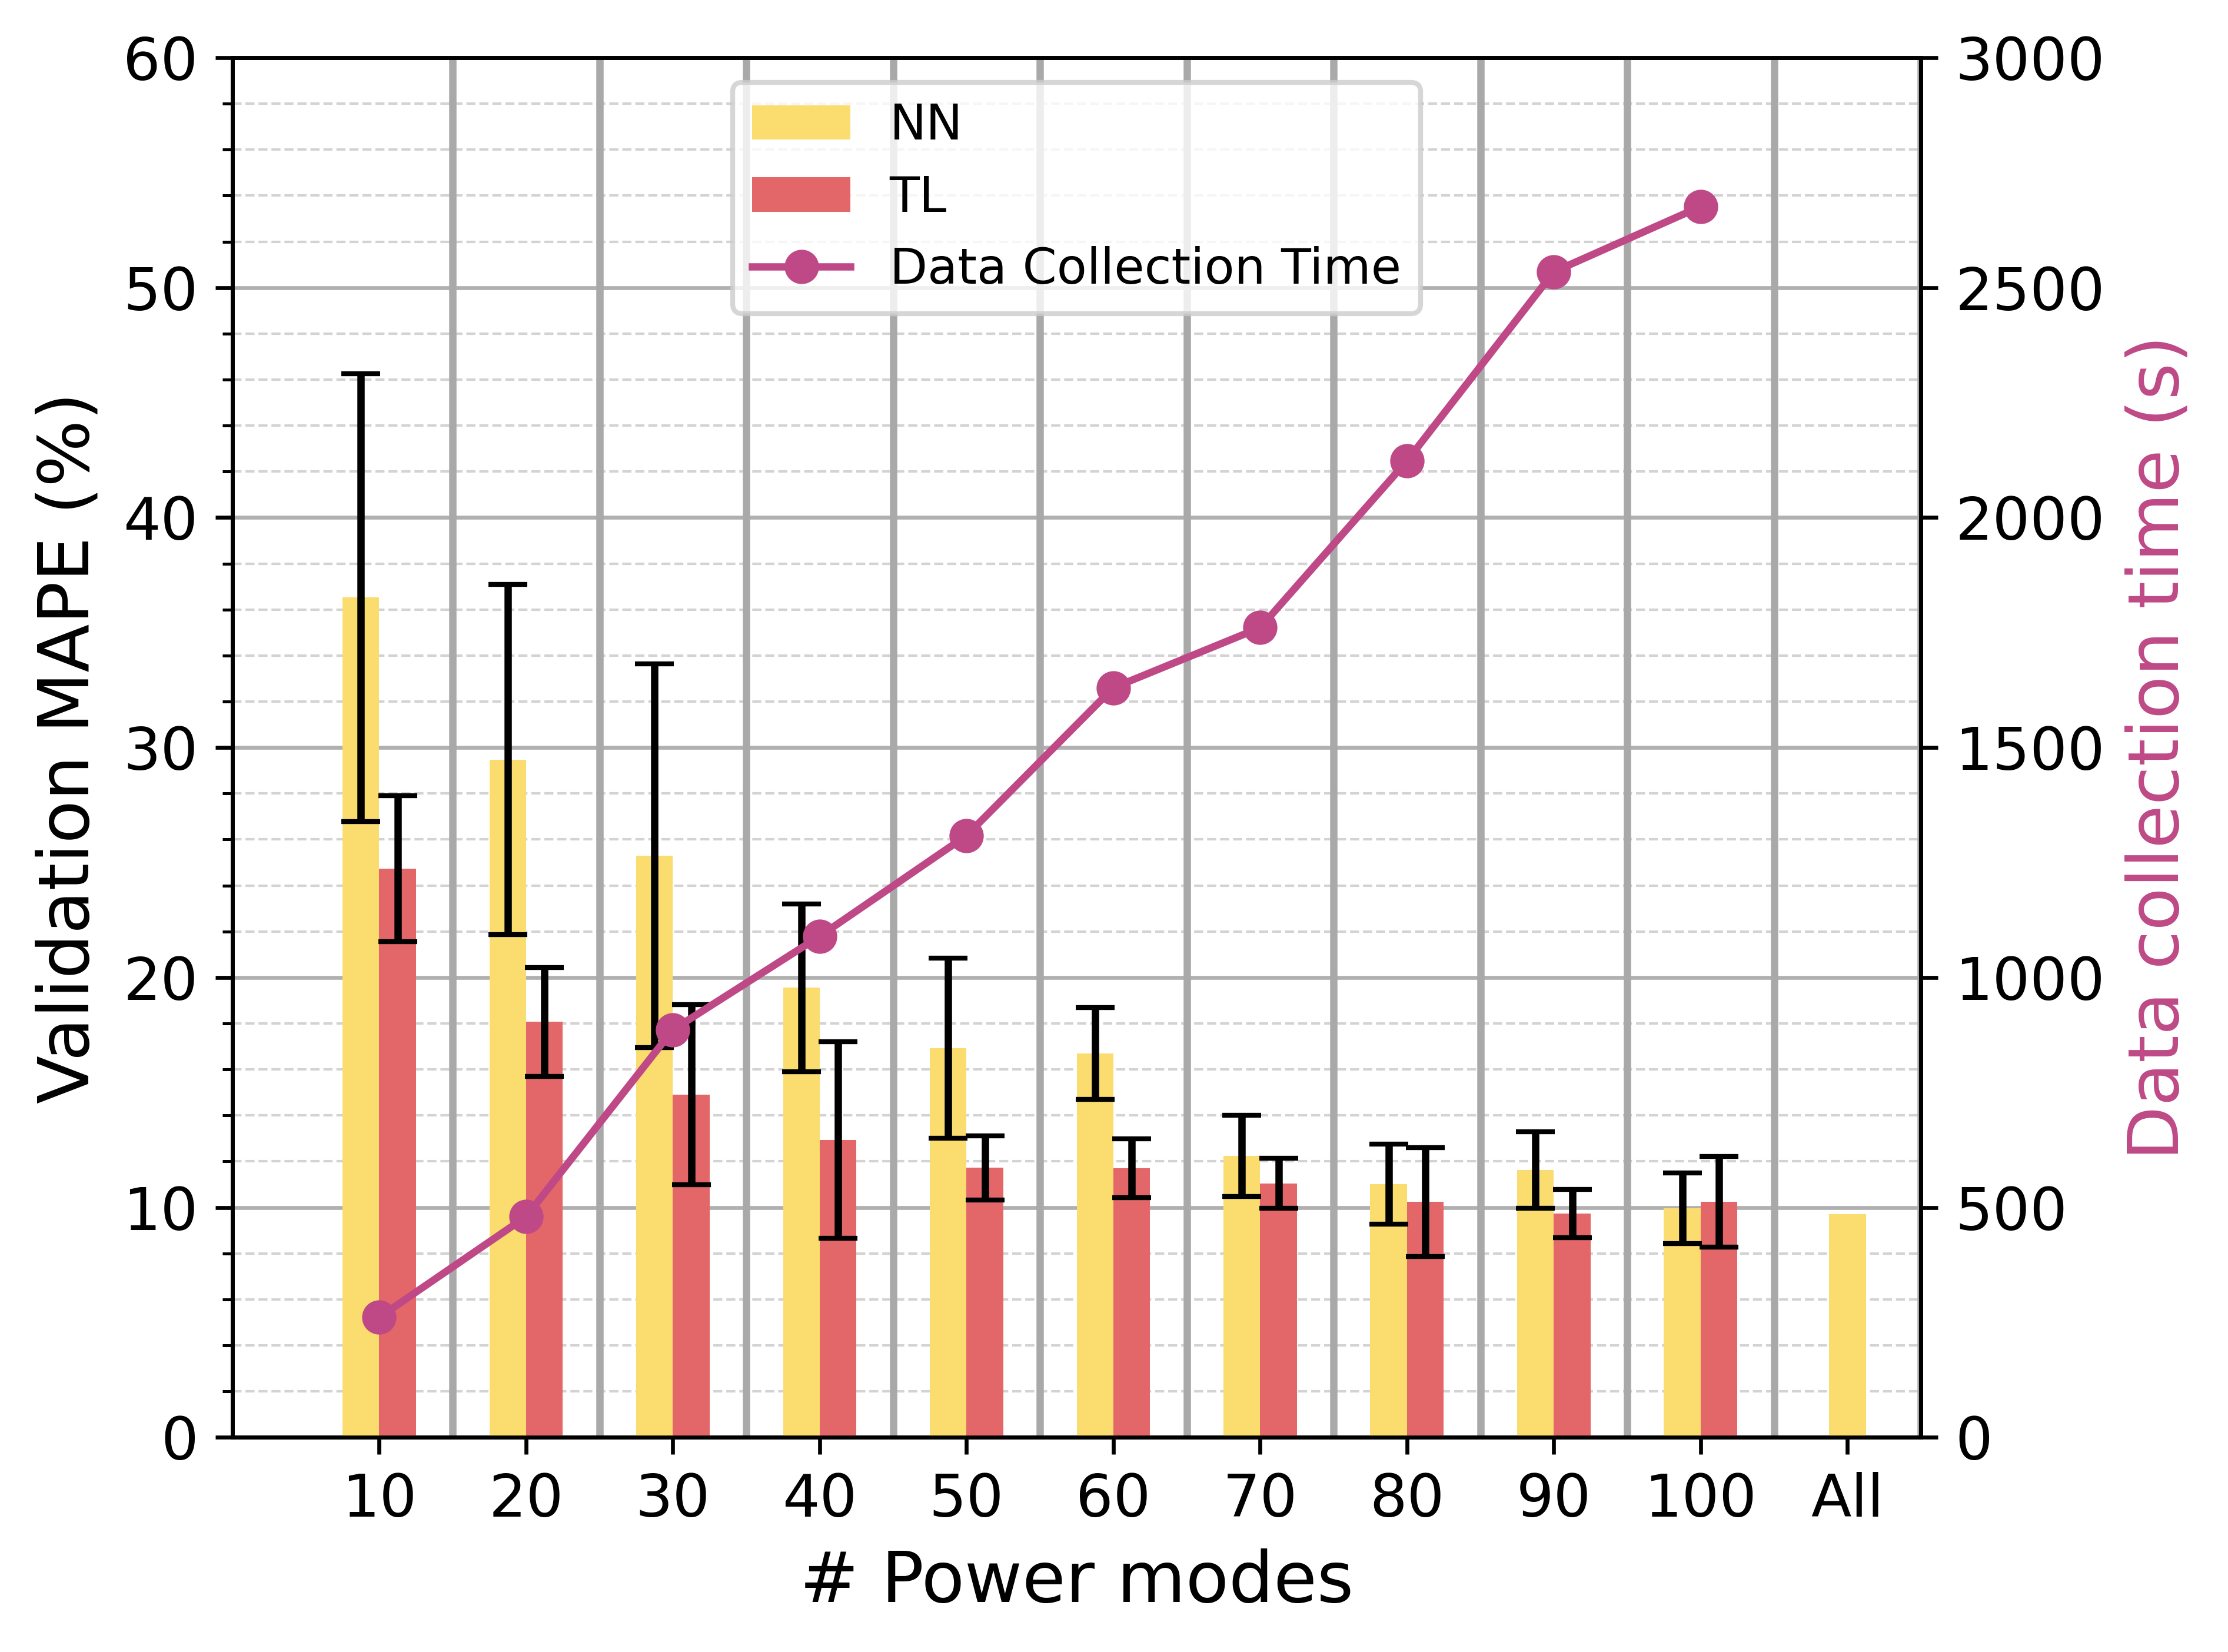 NN
TL
Data Collection Time
Validation MAPE (%)
60
50
40
30
20
10
0
3000
2500
2000
1500
1000
500
0
Data collection time (s)
10 20 30 40 50 60 70 80 90 100 All
# Power modes